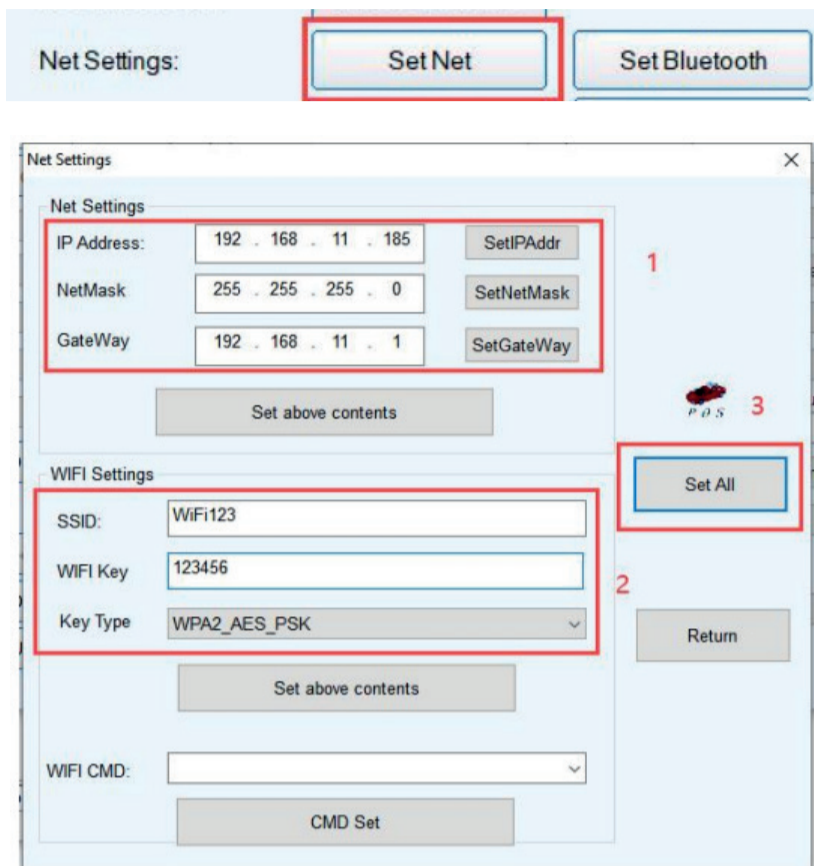 Net Settings: Set Net Set Bluetooth
Net Settings
Net Settings
IP Address: 192 . 168 . 11 . 185 SetIPAddr
1
NetMask 255 . 255 . 255 . 0 SetNetMask
GateWay 192 . 168 . 11 . 1 SetGateWay
Set above contents
POS 3
WIFI Settings
Set All
SSID: WiFi123
WIFI Key 123456
2
Key Type WPA2_AES_PSK
Return
Set above contents
WIFI CMD:
CMD Set